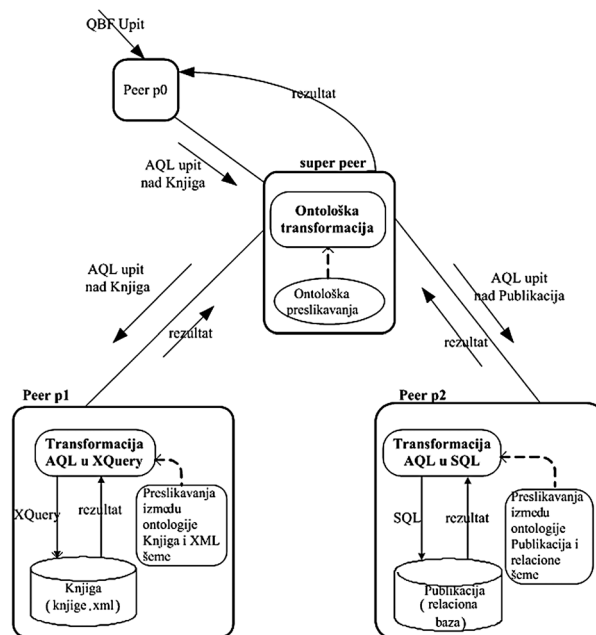 QBF Upit
Peer p0
rezultat
AQL upit
nad Knjiga
super peer
Ontološka
transformacija
Ontološka
preslikavanja
AQL upit
nad Knjiga
rezultat
AQL upit
nad Publikacija
rezultat
Peer p1
Transformacija
AQL u XQuery
XQuery
rezultat
Preslikavanja
između
ontologije
Knjiga i XML
šeme
Knjiga
(knjige.xml)
Peer p2
Transformacija
AQL u SQL
SQL
rezultat
Preslikavanja
između
ontologije
Publikacija i
relacione
šeme
Publikacija
(relaciona
baza)